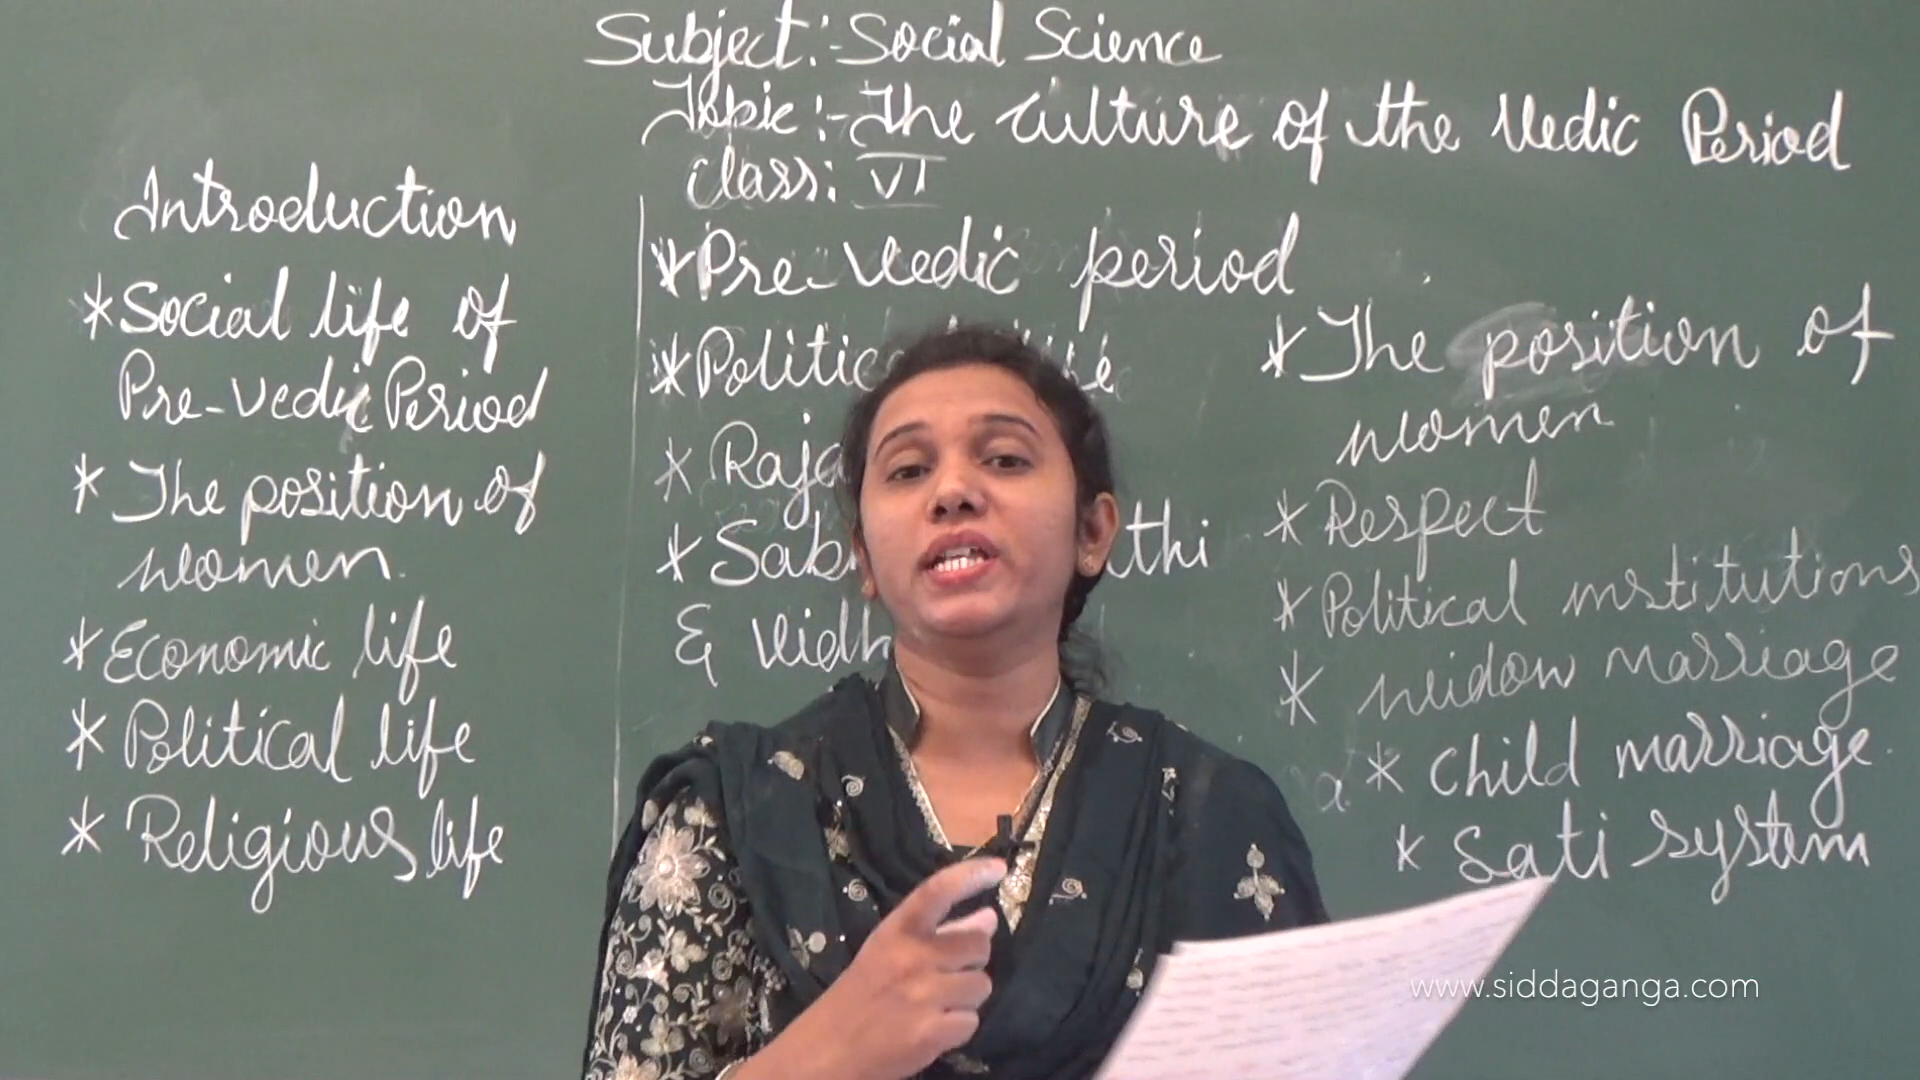 Subject:-Social Science
Topic:-The culture of the Vedic Period
class: VI
Introduction
*Social life of
Pre-vedic Period
* The position of
women.
*Economic life
* Political life
* Religious life
*Pre-vedic period
* life
*
*
&
*The position of
women
*Respect
*Political institutions
* widow marriage
* child marriage
* Sati system
www.siddaganga.com